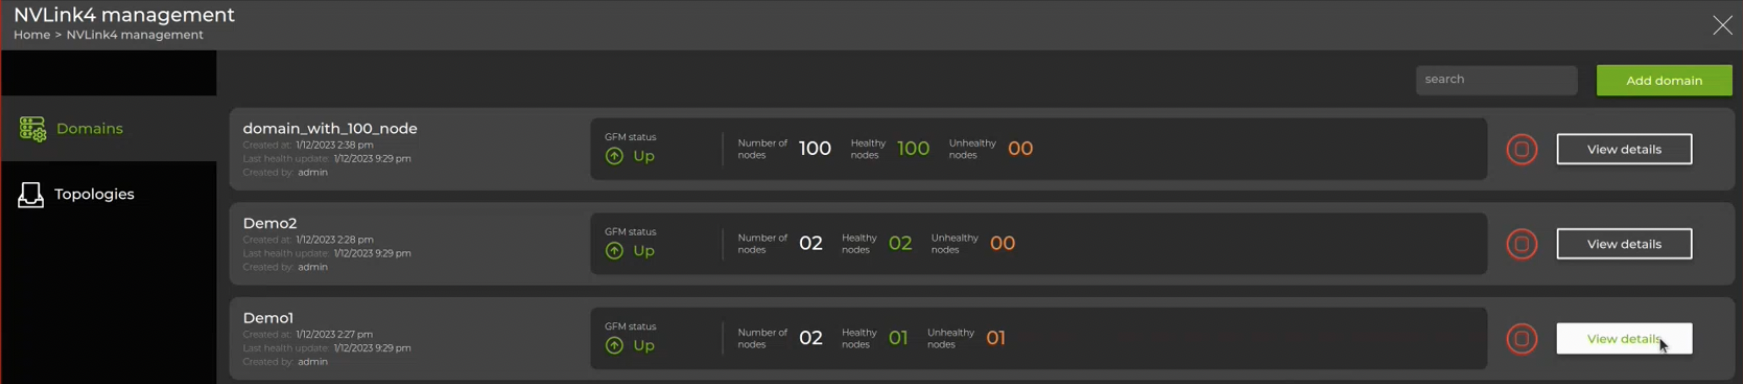 NVLink4 management
Home > NVLink4 management
search
Add domain
Domains
Topologies
domain_with_100_node
Created at: 1/12/2023 2:38 pm
Last health update: 1/12/2023 9:29 pm
Created by: admin
GFM status
Up
Number of nodes 100
Healthy nodes 100
Unhealthy nodes 00
View details
Demo2
Created at: 1/12/2023 2:28 pm
Last health update: 1/12/2023 9:29 pm
Created by: admin
GFM status
Up
Number of nodes 02
Healthy nodes 02
Unhealthy nodes 00
View details
Demo1
Created at: 1/12/2023 2:27 pm
Last health update: 1/12/2023 9:29 pm
Created by: admin
GFM status
Up
Number of nodes 02
Healthy nodes 01
Unhealthy nodes 01
View details